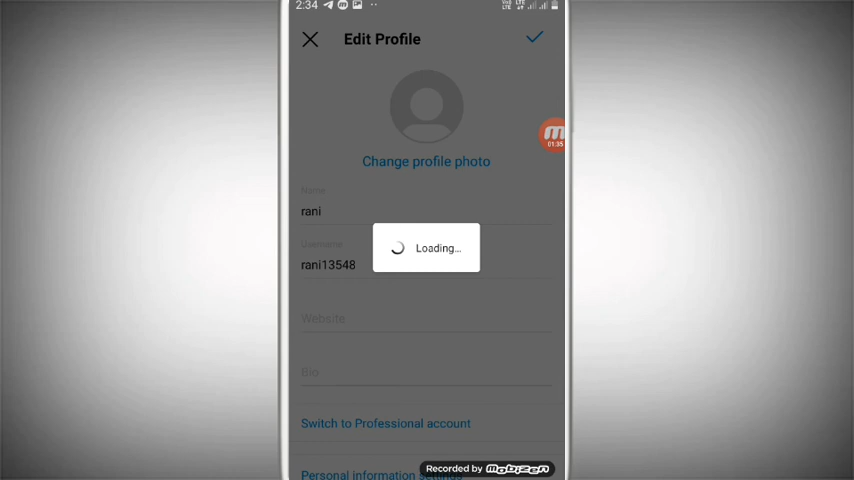 2:34
Edit Profile
01:35
Change profile photo
Name
rani
Username
rani13548
Loading...
Website
Bio
Switch to Professional account
Recorded by mobizen
Personal information settings